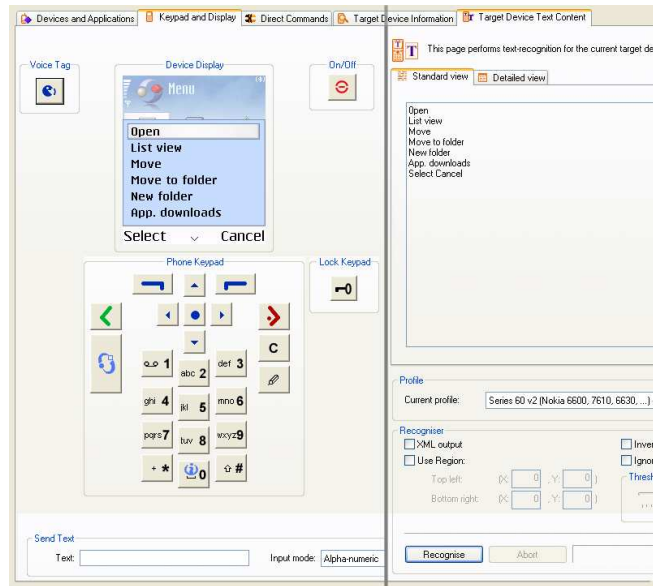 Devices and Applications Keypad and Display Direct Commands Target Device Information Target Device Text Content
This page performs text-recognition for the current target de
Voice Tag
Device Display
On/Off
Menu
Open
List view
Move
Move to folder
New folder
App. downloads
Select Cancel
Phone Keypad
Lock Keypad
C
1
abc 2
def 3
ghi 4
jkl 5
mno 6
pqrs 7
tuv 8
wxyz 9
+ *
0
#
Send Text
Text:
Input mode: Alpha-numeric
Standard view Detailed view
Open
List view
Move
Move to folder
New folder
App. downloads
Select Cancel
Profile
Current profile: Series 60 v2 (Nokia 6600, 7610, 6630, ...)
Recogniser
XML output Inver
Use Region: Ignor
Top left: (X: 0 , Y: 0 ) Thresh
Bottom right: (X: 0 , Y: 0 )
Recognise Abort